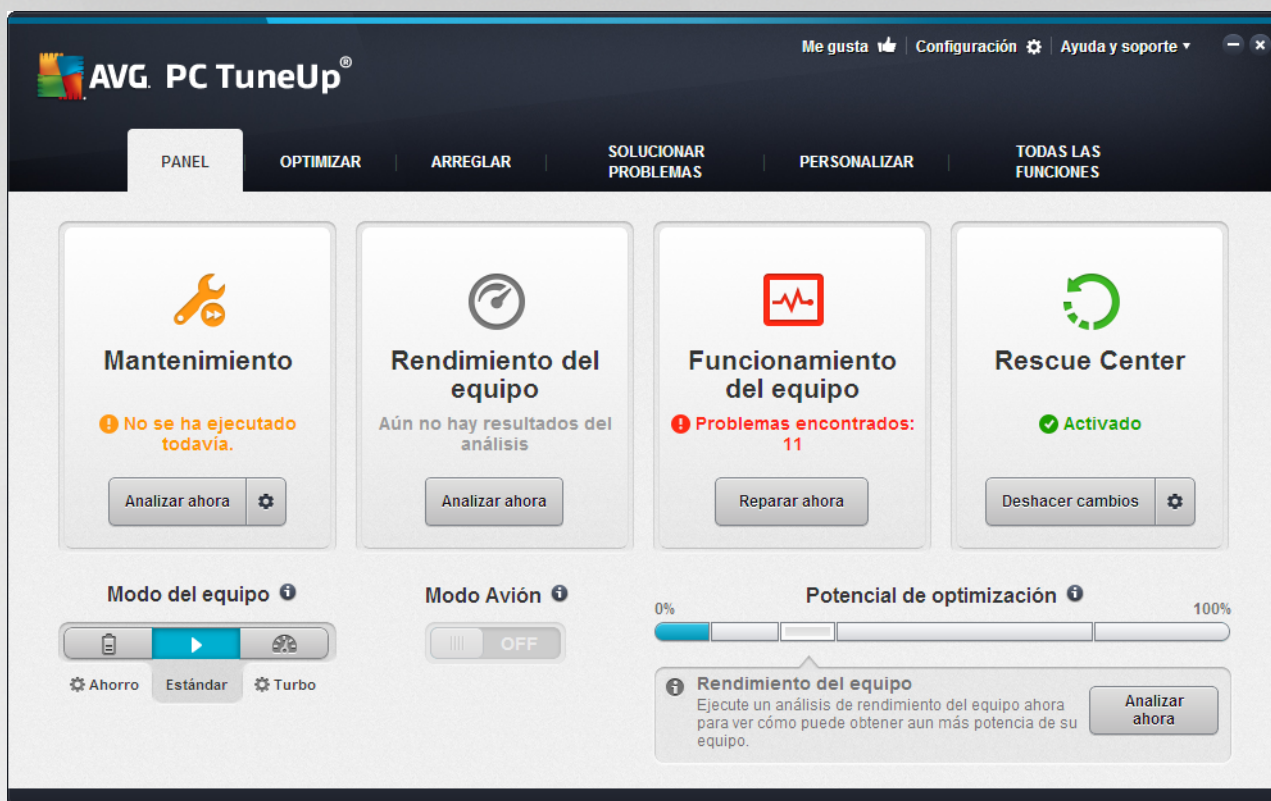 Me gusta Configuración Ayuda y soporte
AVG. PC TuneUp®
PANEL
OPTIMIZAR
ARREGLAR
SOLUCIONAR
PROBLEMAS
PERSONALIZAR
TODAS LAS
FUNCIONES
Mantenimiento
No se ha ejecutado
todavía.
Analizar ahora
Rendimiento del
equipo
Aún no hay resultados del
análisis
Analizar ahora
Funcionamiento
del equipo
Problemas encontrados:
11
Reparar ahora
Rescue Center
Activado
Deshacer cambios
Modo del equipo
Ahorro
Estándar
Turbo
Modo Avión
OFF
Potencial de optimización
0%
100%
Rendimiento del equipo
Ejecute un análisis de rendimiento del equipo ahora
para ver cómo puede obtener aun más potencia de su
equipo.
Analizar
ahora